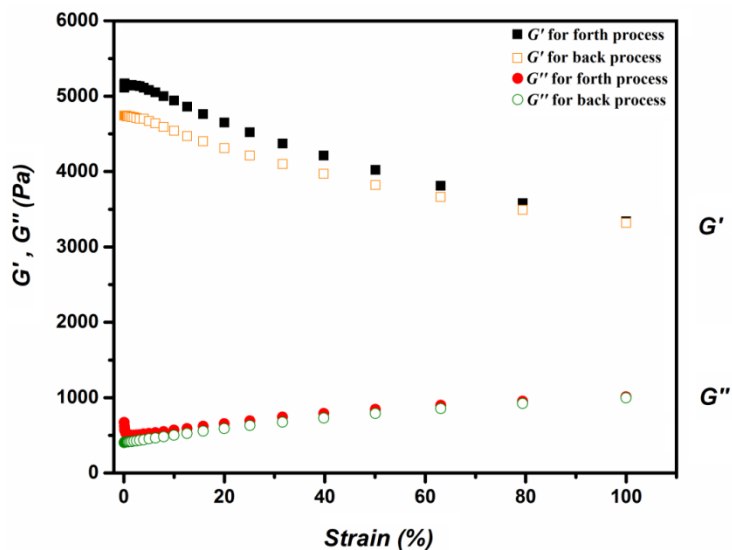 6000
5000
4000
3000
2000
1000
0
0
20
40
60
80
100
G', G'' (Pa)
Strain (%)
G' for forth process
G' for back process
G'' for forth process
G'' for back process
G'
G''